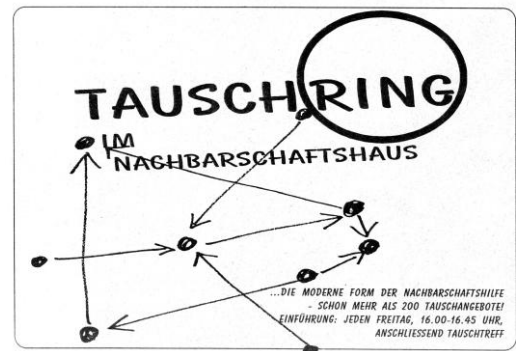 TAUSCHRING
IM
NACHBARSCHAFTSHAUS
...DIE MODERNE FORM DER NACHBARSCHAFTSHILFE
- SCHON MEHR ALS 200 TAUSCHANGEBOTE!
EINFÜHRUNG: JEDEN FREITAG, 16.00-16.45 UHR,
ANSCHLIESSEND TAUSCHTREFF